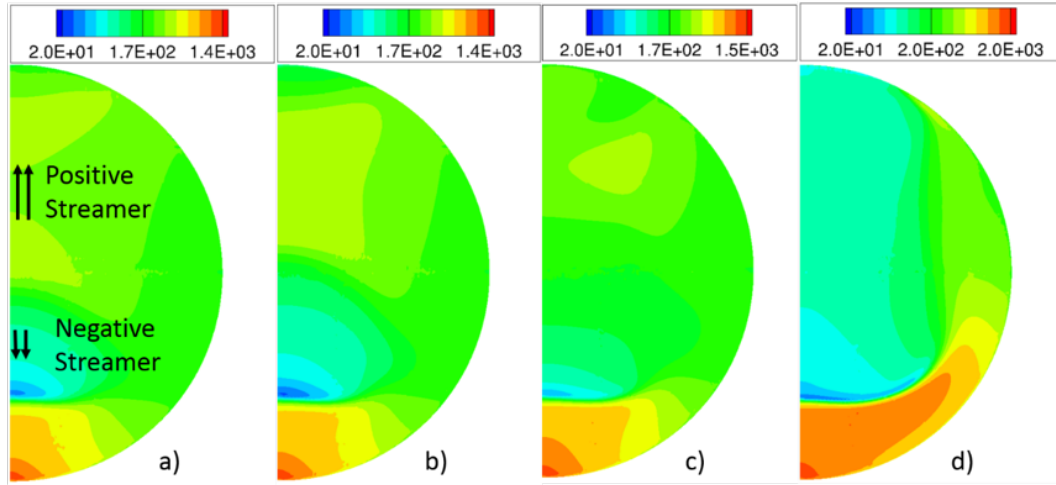 2.0E+01 1.7E+02 1.4E+03
2.0E+01 1.7E+02 1.4E+03
2.0E+01 1.7E+02 1.5E+03
2.0E+01 2.0E+02 2.0E+03
Positive
Streamer
Negative
Streamer
a)
b)
c)
d)